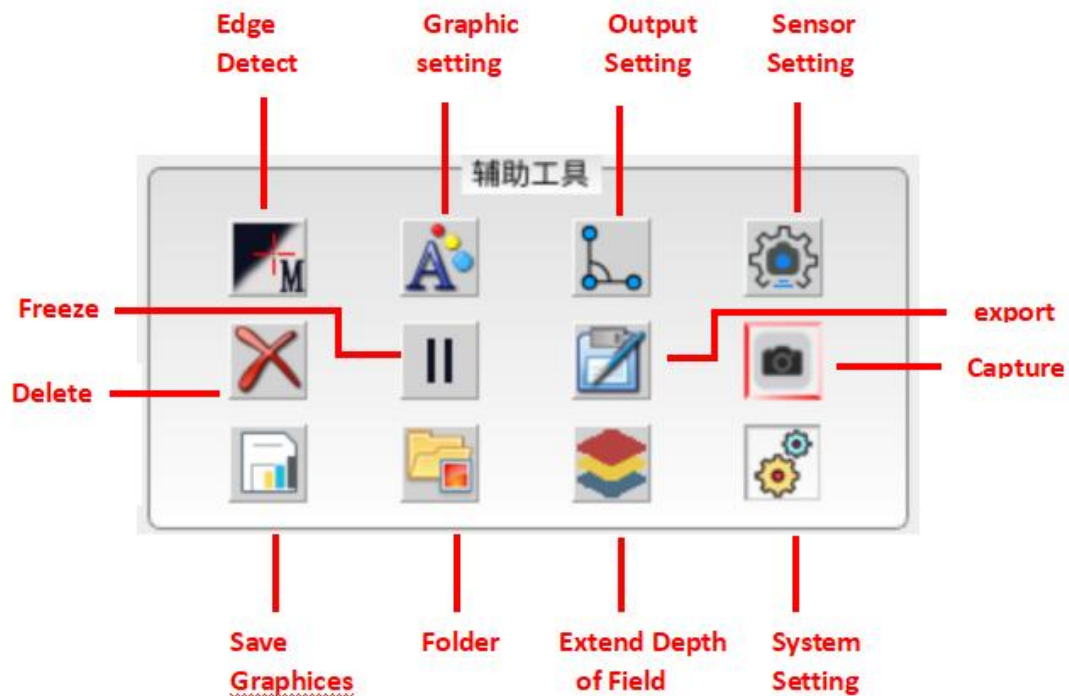 Edge
Detect
Graphic
setting
Output
Setting
Sensor
Setting
辅助工具
M
A
Freeze
export
Delete
Capture
Save
Graphices
Folder
Extend Depth
of Field
System
Setting